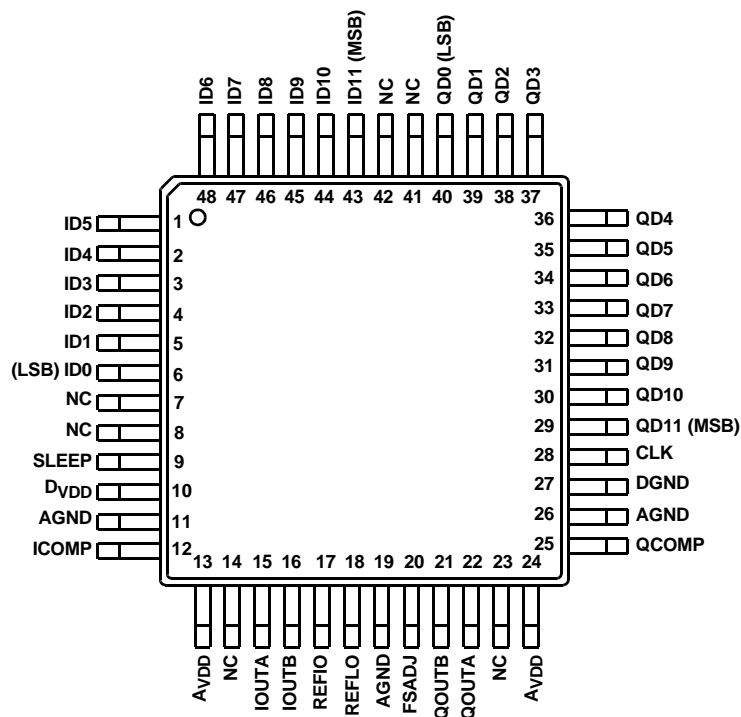 ID6
ID7
ID8
ID9
ID10
ID11 (MSB)
NC
NC
QD0 (LSB)
QD1
QD2
QD3
48 47 46 45 44 43 42 41 40 39 38 37
ID5 1
ID4 2
ID3 3
ID2 4
ID1 5
(LSB) ID0 6
NC 7
NC 8
SLEEP 9
DVDD 10
AGND 11
ICOMP 12
36 QD4
35 QD5
34 QD6
33 QD7
32 QD8
31 QD9
30 QD10
29 QD11 (MSB)
28 CLK
27 DGND
26 AGND
25 QCOMP
13 14 15 16 17 18 19 20 21 22 23 24
AVDD
NC
IOUTA
IOUTB
REFIO
REFLO
AGND
FSADJ
QOUTB
QOUTA
NC
AVDD